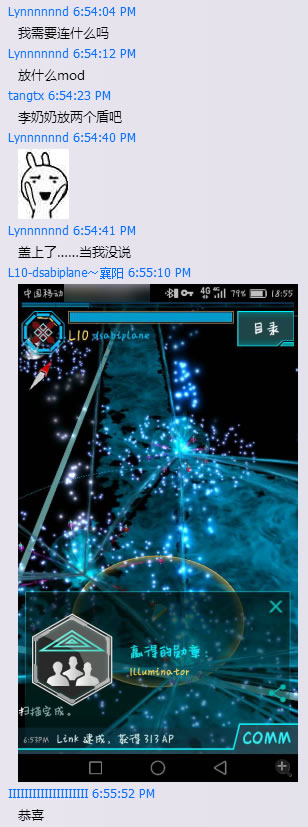 Lynnnnnnd 6:54:04 PM
我需要连什么吗
Lynnnnnnd 6:54:12 PM
放什么mod
tangtx 6:54:23 PM
李奶奶放两个盾吧
Lynnnnnnd 6:54:40 PM
Lynnnnnnd 6:54:41 PM
盖上了……当我没说
L10-dsabiplane～襄阳 6:55:10 PM
中国移动 4G 4G 79% 18:55
L10 dsabiplane
目录
赢得的勋章
Illuminator
扫描完成。
6:53PM Link 建成，获得 313 AP
COMM
IIIIIIIIIIIIIIIIIIII 6:55:52 PM
恭喜